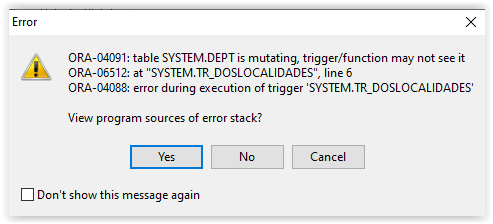 Error
ORA-04091: table SYSTEM.DEPT is mutating, trigger/function may not see it
ORA-06512: at "SYSTEM.TR_DOSLOCALIDADES", line 6
ORA-04088: error during execution of trigger 'SYSTEM.TR_DOSLOCALIDADES'
View program sources of error stack?
Yes
No
Cancel
Don't show this message again